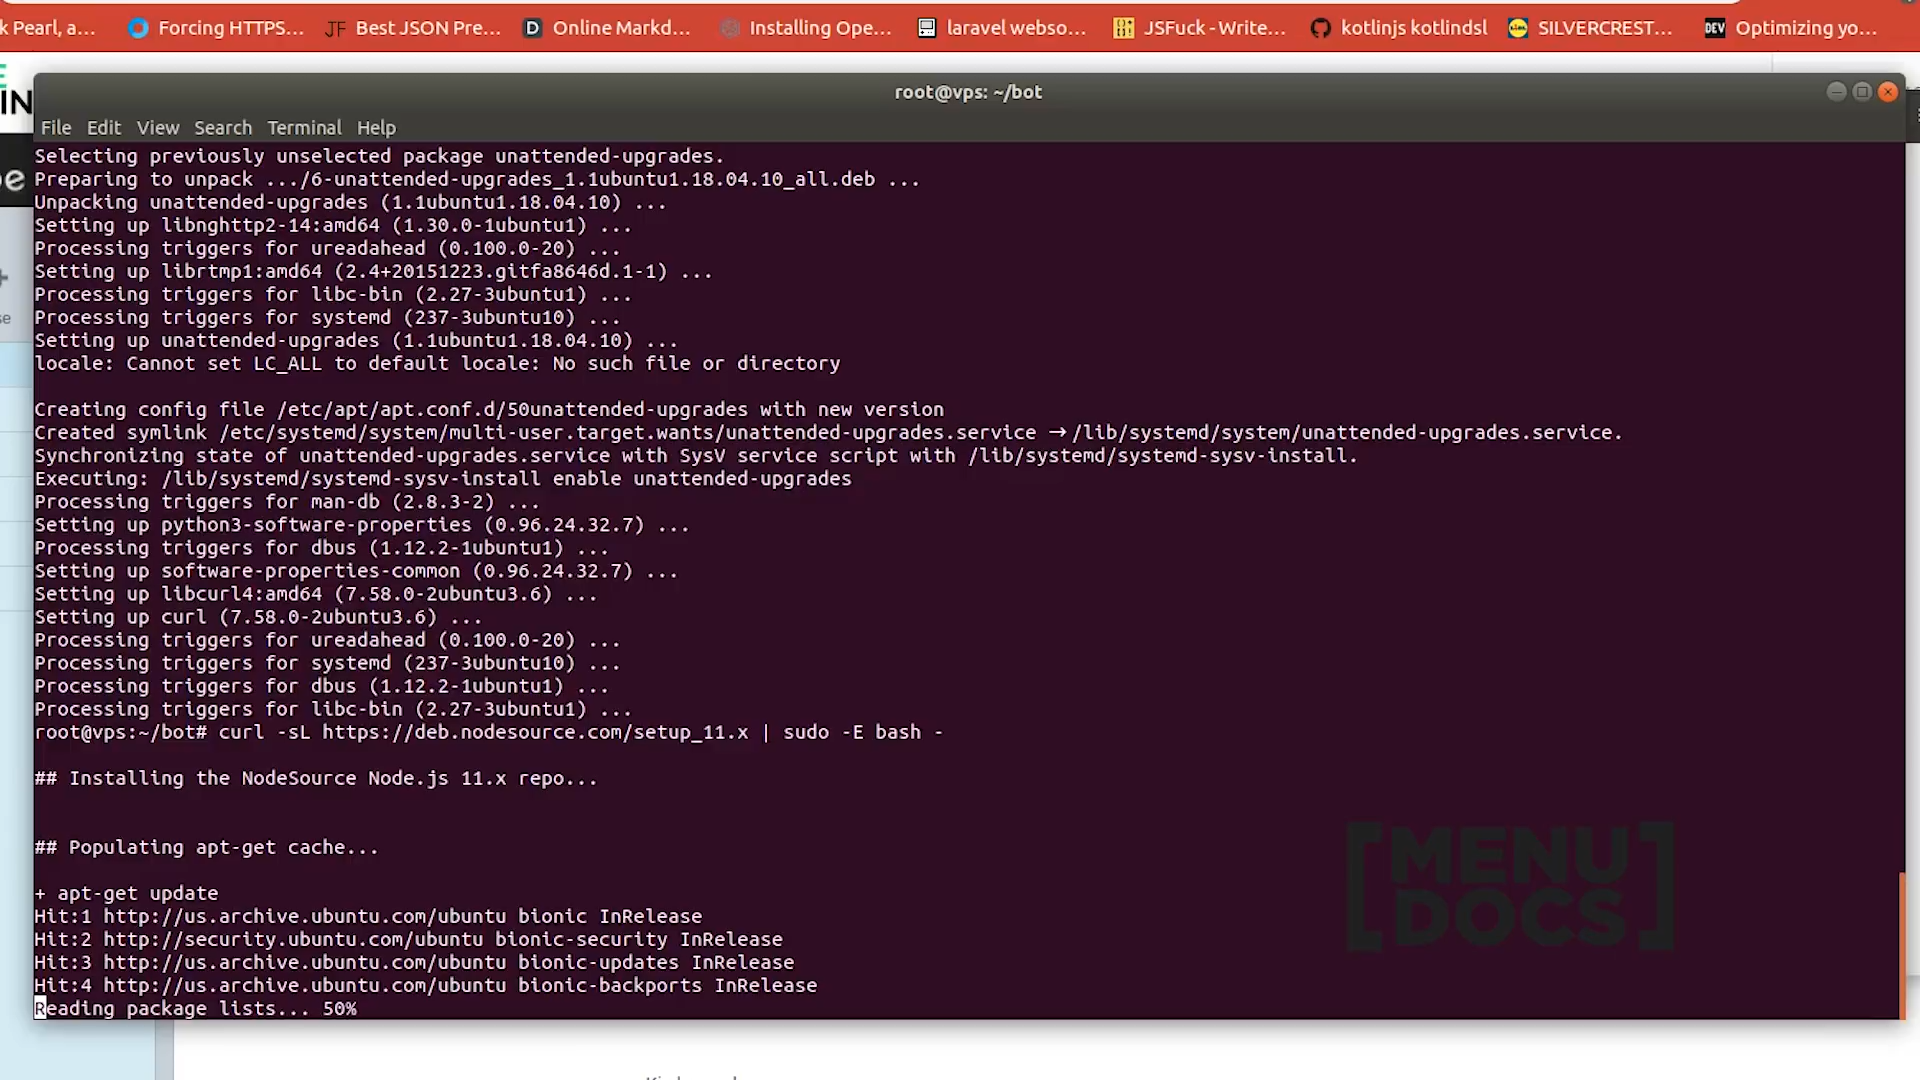 k Pearl, a... Forcing HTTPS... JF Best JSON Pre... D Online Markd... Installing Ope... laravel webso... JSFuck - Write... kotlinjs kotlindsl SILVERCREST... DEV Optimizing yo...
E
IN
root@vps: ~/bot
File Edit View Search Terminal Help
Selecting previously unselected package unattended-upgrades.
Preparing to unpack .../6-unattended-upgrades_1.1ubuntu1.18.04.10_all.deb ...
Unpacking unattended-upgrades (1.1ubuntu1.18.04.10) ...
Setting up libnghttp2-14:amd64 (1.30.0-1ubuntu1) ...
Processing triggers for ureadahead (0.100.0-20) ...
Setting up librtmp1:amd64 (2.4+20151223.gitfa8646d.1-1) ...
Processing triggers for libc-bin (2.27-3ubuntu1) ...
Processing triggers for systemd (237-3ubuntu10) ...
Setting up unattended-upgrades (1.1ubuntu1.18.04.10) ...
locale: Cannot set LC_ALL to default locale: No such file or directory
Creating config file /etc/apt/apt.conf.d/50unattended-upgrades with new version
Created symlink /etc/systemd/system/multi-user.target.wants/unattended-upgrades.service → /lib/systemd/system/unattended-upgrades.service.
Synchronizing state of unattended-upgrades.service with SysV service script with /lib/systemd/systemd-sysv-install.
Executing: /lib/systemd/systemd-sysv-install enable unattended-upgrades
Processing triggers for man-db (2.8.3-2) ...
Setting up python3-software-properties (0.96.24.32.7) ...
Processing triggers for dbus (1.12.2-1ubuntu1) ...
Setting up software-properties-common (0.96.24.32.7) ...
Setting up libcurl4:amd64 (7.58.0-2ubuntu3.6) ...
Setting up curl (7.58.0-2ubuntu3.6) ...
Processing triggers for ureadahead (0.100.0-20) ...
Processing triggers for systemd (237-3ubuntu10) ...
Processing triggers for dbus (1.12.2-1ubuntu1) ...
Processing triggers for libc-bin (2.27-3ubuntu1) ...
root@vps:~/bot# curl -sL https://deb.nodesource.com/setup_11.x | sudo -E bash -
## Installing the NodeSource Node.js 11.x repo...
## Populating apt-get cache...
+ apt-get update
Hit:1 http://us.archive.ubuntu.com/ubuntu bionic InRelease
Hit:2 http://security.ubuntu.com/ubuntu bionic-security InRelease
Hit:3 http://us.archive.ubuntu.com/ubuntu bionic-updates InRelease
Hit:4 http://us.archive.ubuntu.com/ubuntu bionic-backports InRelease
Reading package lists... 50%
[MENU
DOCS]